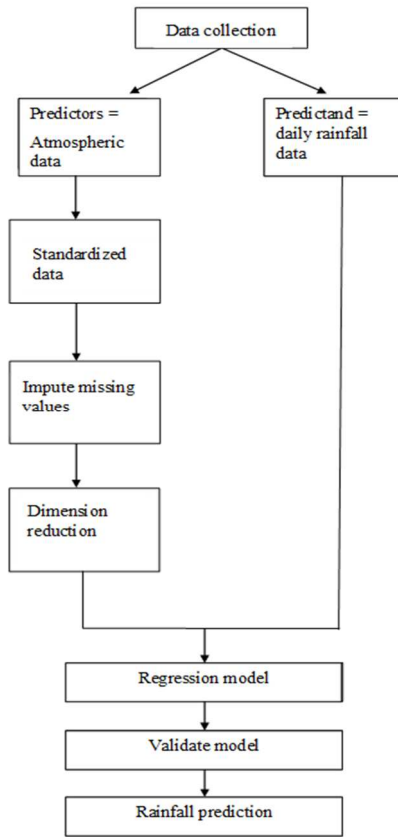 Data collection
Predictors =
Atmospheric
data
Predictand =
daily rainfall
data
Standardized
data
Impute missing
values
Dimension
reduction
Regression model
Validate model
Rainfall prediction